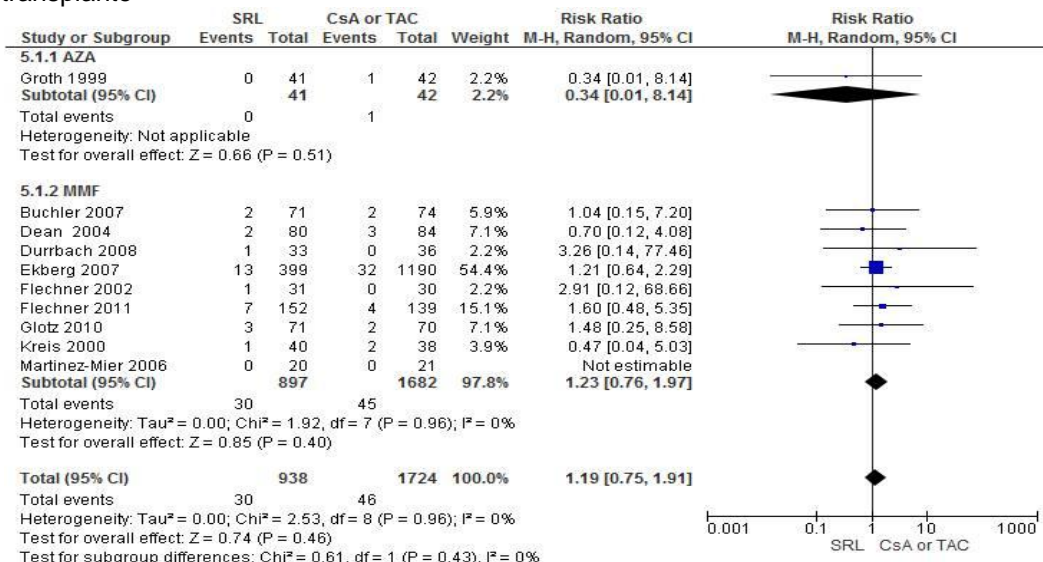 transplants
SRL CsA or TAC Risk Ratio Risk Ratio
Study or Subgroup Events Total Events Total Weight M-H, Random, 95% CI M-H, Random, 95% CI
5.1.1 AZA
Groth 1999 0 41 1 42 2.2% 0.34 [0.01, 8.14]
Subtotal (95% CI) 41 42 2.2% 0.34 [0.01, 8.14]
Total events 0 1
Heterogeneity: Not applicable
Test for overall effect: Z = 0.66 (P = 0.51)
5.1.2 MMF
Buchler 2007 2 71 2 74 5.9% 1.04 [0.15, 7.20]
Dean 2004 2 80 3 84 7.1% 0.70 [0.12, 4.08]
Durrbach 2008 1 33 0 36 2.2% 3.26 [0.14, 77.46]
Ekberg 2007 13 399 32 1190 54.4% 1.21 [0.64, 2.29]
Flechner 2002 1 31 0 30 2.2% 2.91 [0.12, 68.66]
Flechner 2011 7 152 4 139 15.1% 1.60 [0.48, 5.35]
Glotz 2010 3 71 2 70 7.1% 1.48 [0.25, 8.58]
Kreis 2000 1 40 2 38 3.9% 0.47 [0.04, 5.03]
Martinez-Mier 2006 0 20 0 21 Not estimable
Subtotal (95% CI) 897 1682 97.8% 1.23 [0.76, 1.97]
Total events 30 45
Heterogeneity: Tau² = 0.00; Chi² = 1.92, df = 7 (P = 0.96); I² = 0%
Test for overall effect: Z = 0.85 (P = 0.40)
Total (95% CI) 938 1724 100.0% 1.19 [0.75, 1.91]
Total events 30 46
Heterogeneity: Tau² = 0.00; Chi² = 2.53, df = 8 (P = 0.96); I² = 0%
Test for overall effect: Z = 0.74 (P = 0.46)
Test for subgroup differences: Chi² = 0.61, df = 1 (P = 0.43), I² = 0%
0.001 0.1 1 10 1000
SRL CsA or TAC